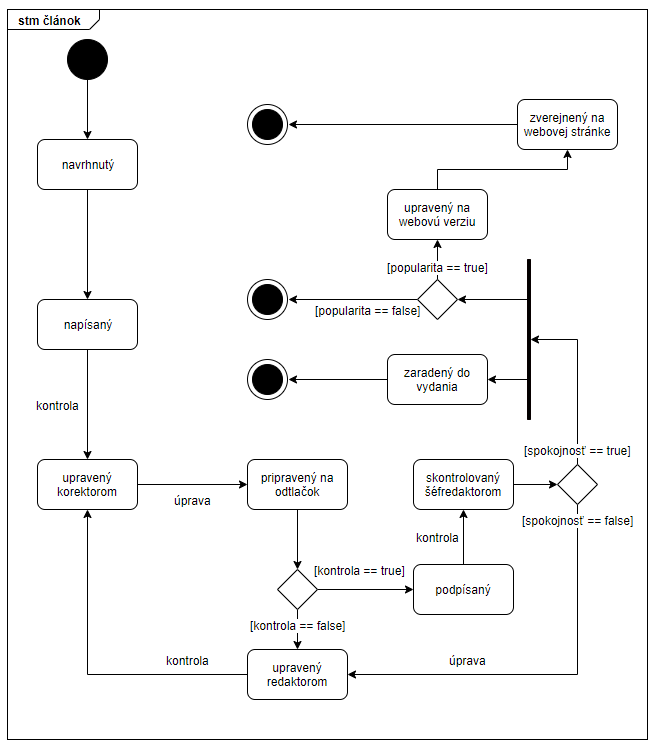 stm článok
navrhnutý
zverejnený na
webovej stránke
upravený na
webovú verziu
[popularita == true]
[popularita == false]
napísaný
zaradený do
vydania
kontrola
[spokojnosť == true]
upravený
korektorom
úprava
pripravený na
odtlačok
skontrolovaný
šéfredaktorom
[spokojnosť == false]
kontrola
[kontrola == true]
podpísaný
[kontrola == false]
kontrola
upravený
redaktorom
úprava